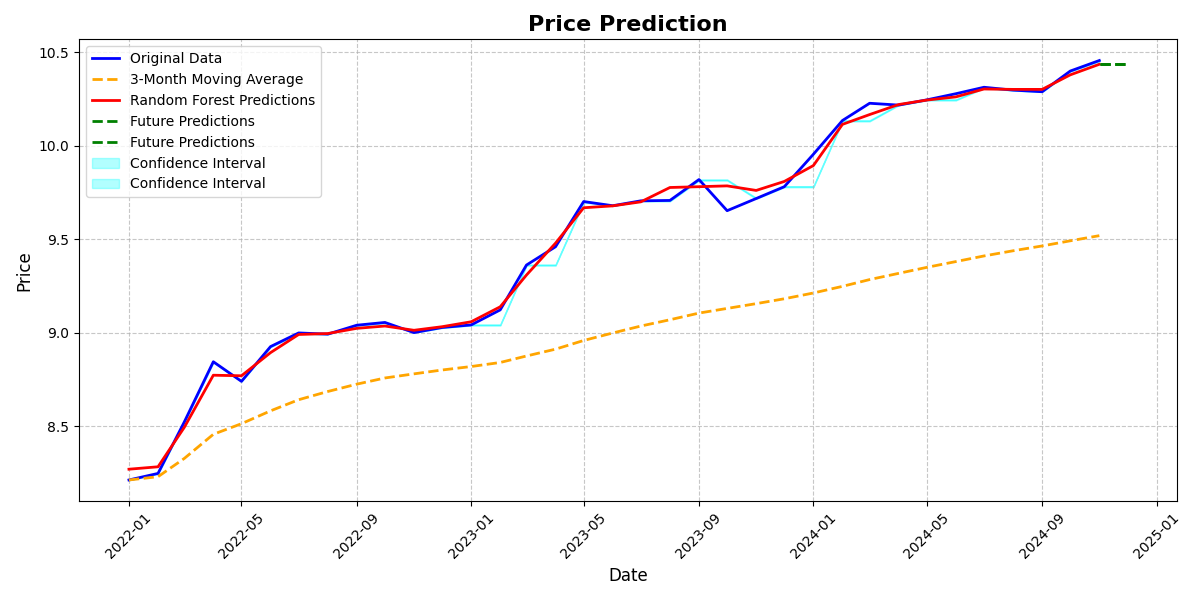 Price Prediction
Original Data
3-Month Moving Average
Random Forest Predictions
Future Predictions
Future Predictions
Confidence Interval
Confidence Interval
10.5
10.0
9.5
9.0
8.5
Price
2022-01
2022-05
2022-09
2023-01
2023-05
2023-09
2024-01
2024-05
2024-09
2025-01
Date